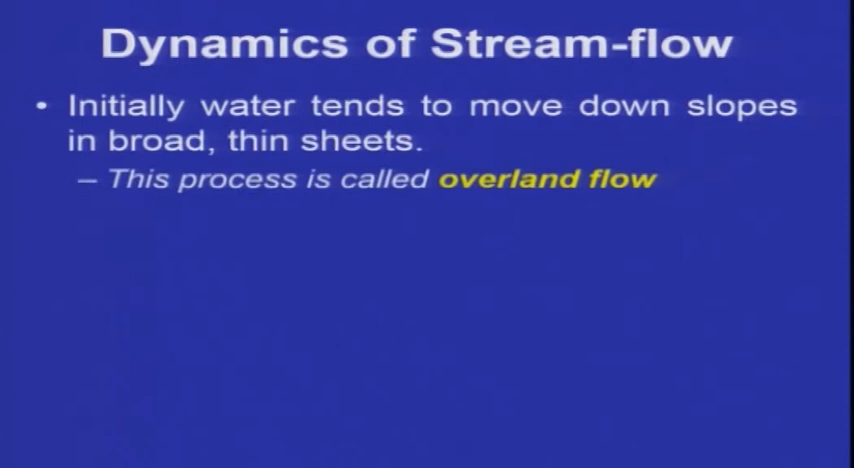 Dynamics of Stream-flow
• Initially water tends to move down slopes
in broad, thin sheets.
– This process is called overland flow